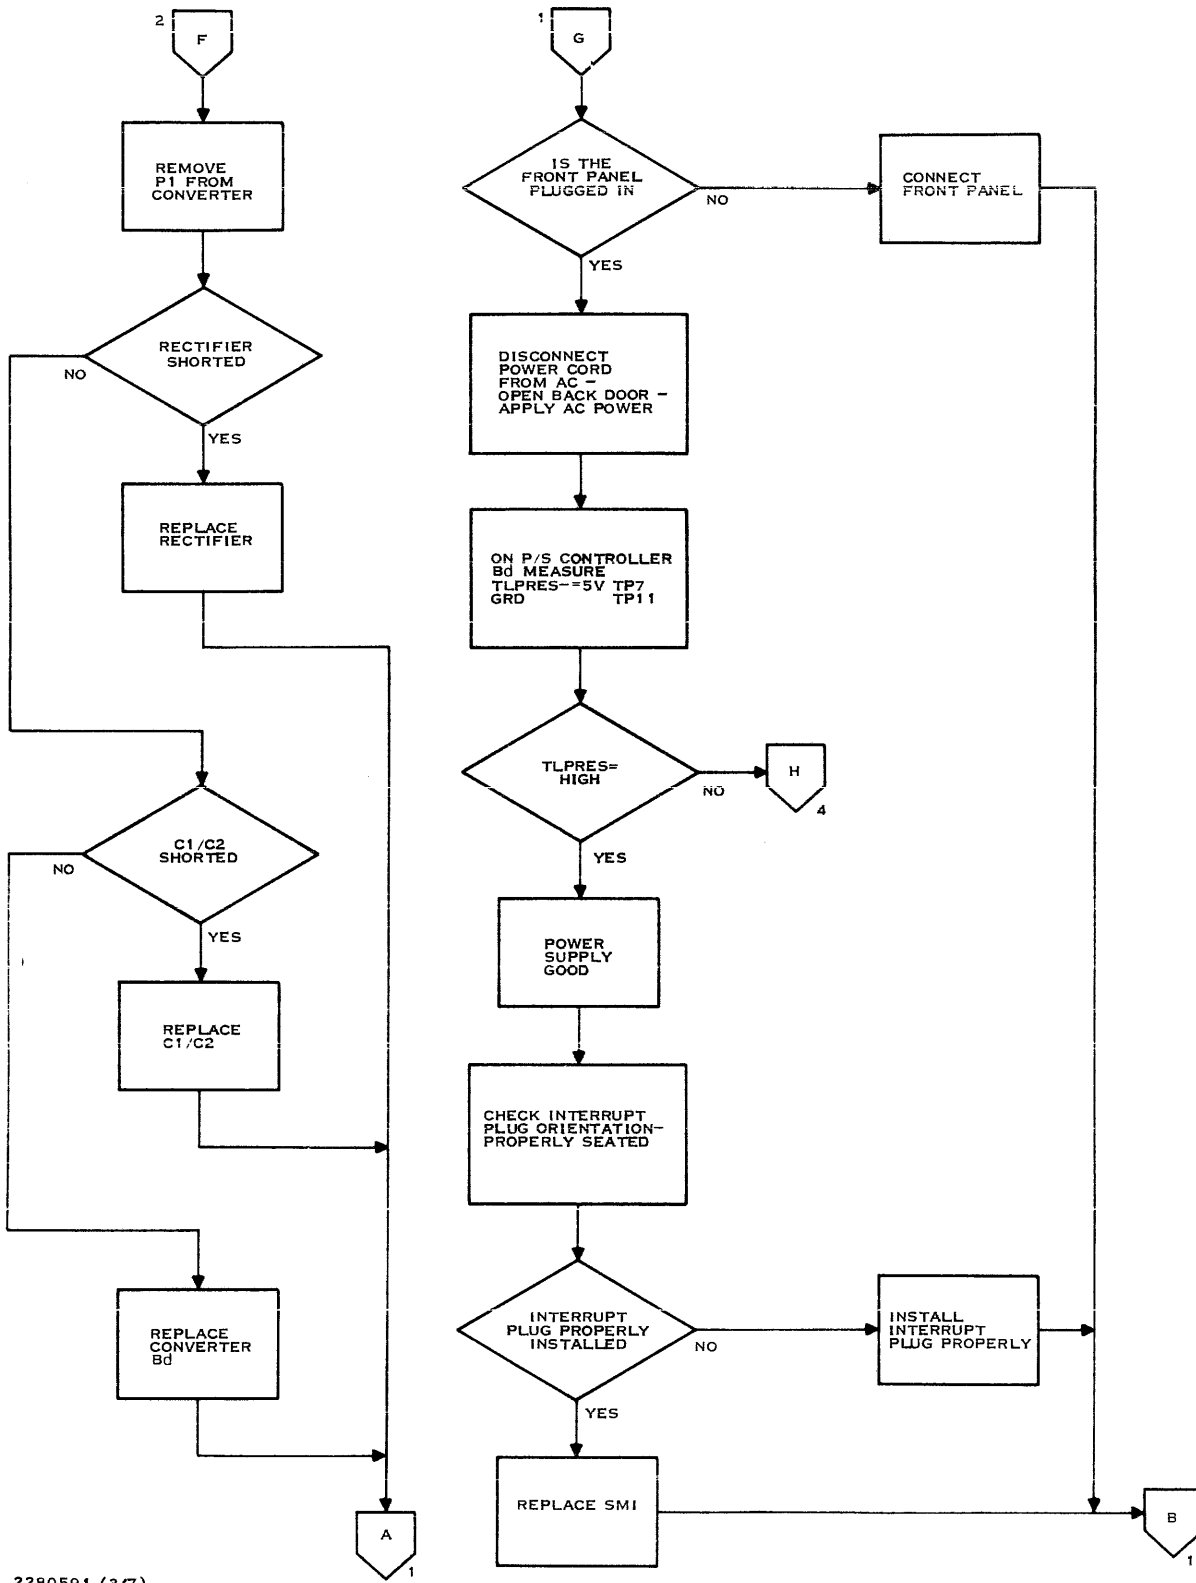 2
F
REMOVE
P1 FROM
CONVERTER
RECTIFIER
SHORTED
NO
YES
REPLACE
RECTIFIER
C1/C2
SHORTED
NO
YES
REPLACE
C1/C2
REPLACE
CONVERTER
Bd
A
1
1
G
IS THE
FRONT PANEL
PLUGGED IN
NO
CONNECT
FRONT PANEL
YES
DISCONNECT
POWER CORD
FROM AC –
OPEN BACK DOOR –
APPLY AC POWER
ON P/S CONTROLLER
Bd MEASURE
TLPRES-=5V TP7
GRD TP11
TLPRES=
HIGH
NO
H
4
YES
POWER
SUPPLY
GOOD
CHECK INTERRUPT
PLUG ORIENTATION–
PROPERLY SEATED
INTERRUPT
PLUG PROPERLY
INSTALLED
NO
INSTALL
INTERRUPT
PLUG PROPERLY
YES
REPLACE SMI
B
1